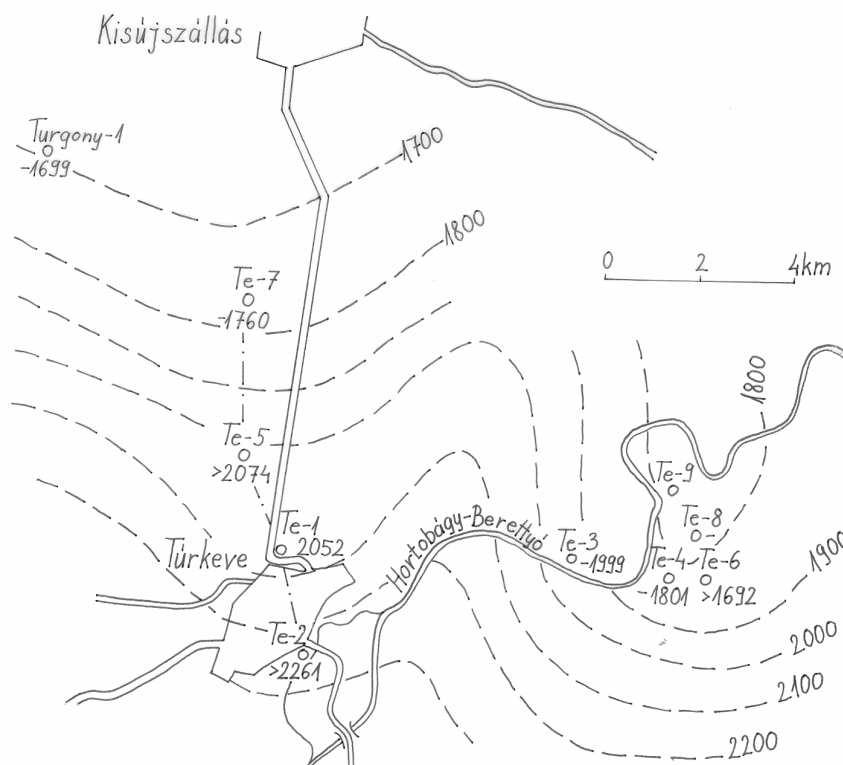 Kisújszállás
Turgony-1
-1699
1700
1800
Te-7
-1760
0 2 4km
1800
Te-5
>2074
Te-9
Te-8
-
Te-1
2052
Túrkeve
Hortobágy-Berettyó
Te-3
-1999
Te-4
-1801
Te-6
>1692
1900
Te-2
>2261
2000
2100
2200